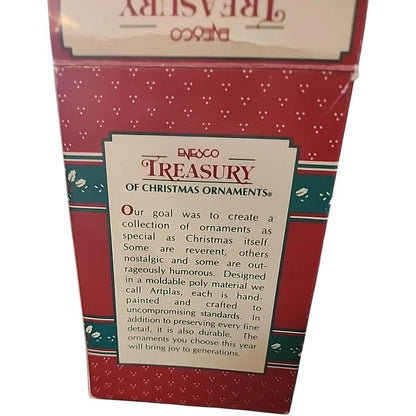 TREASURY
ENESCO
ENESCO
TREASURY
OF CHRISTMAS ORNAMENTS®
Our goal was to create a
collection of ornaments as
special as Christmas itself.
Some are reverent, others
nostalgic and some are out-
rageously humorous. Designed
in a moldable poly material we
call Artplas, each is hand-
painted and crafted to
uncompromising standards. In
addition to preserving every fine
detail, it is also durable. The
ornaments you choose this year
will bring joy to generations.